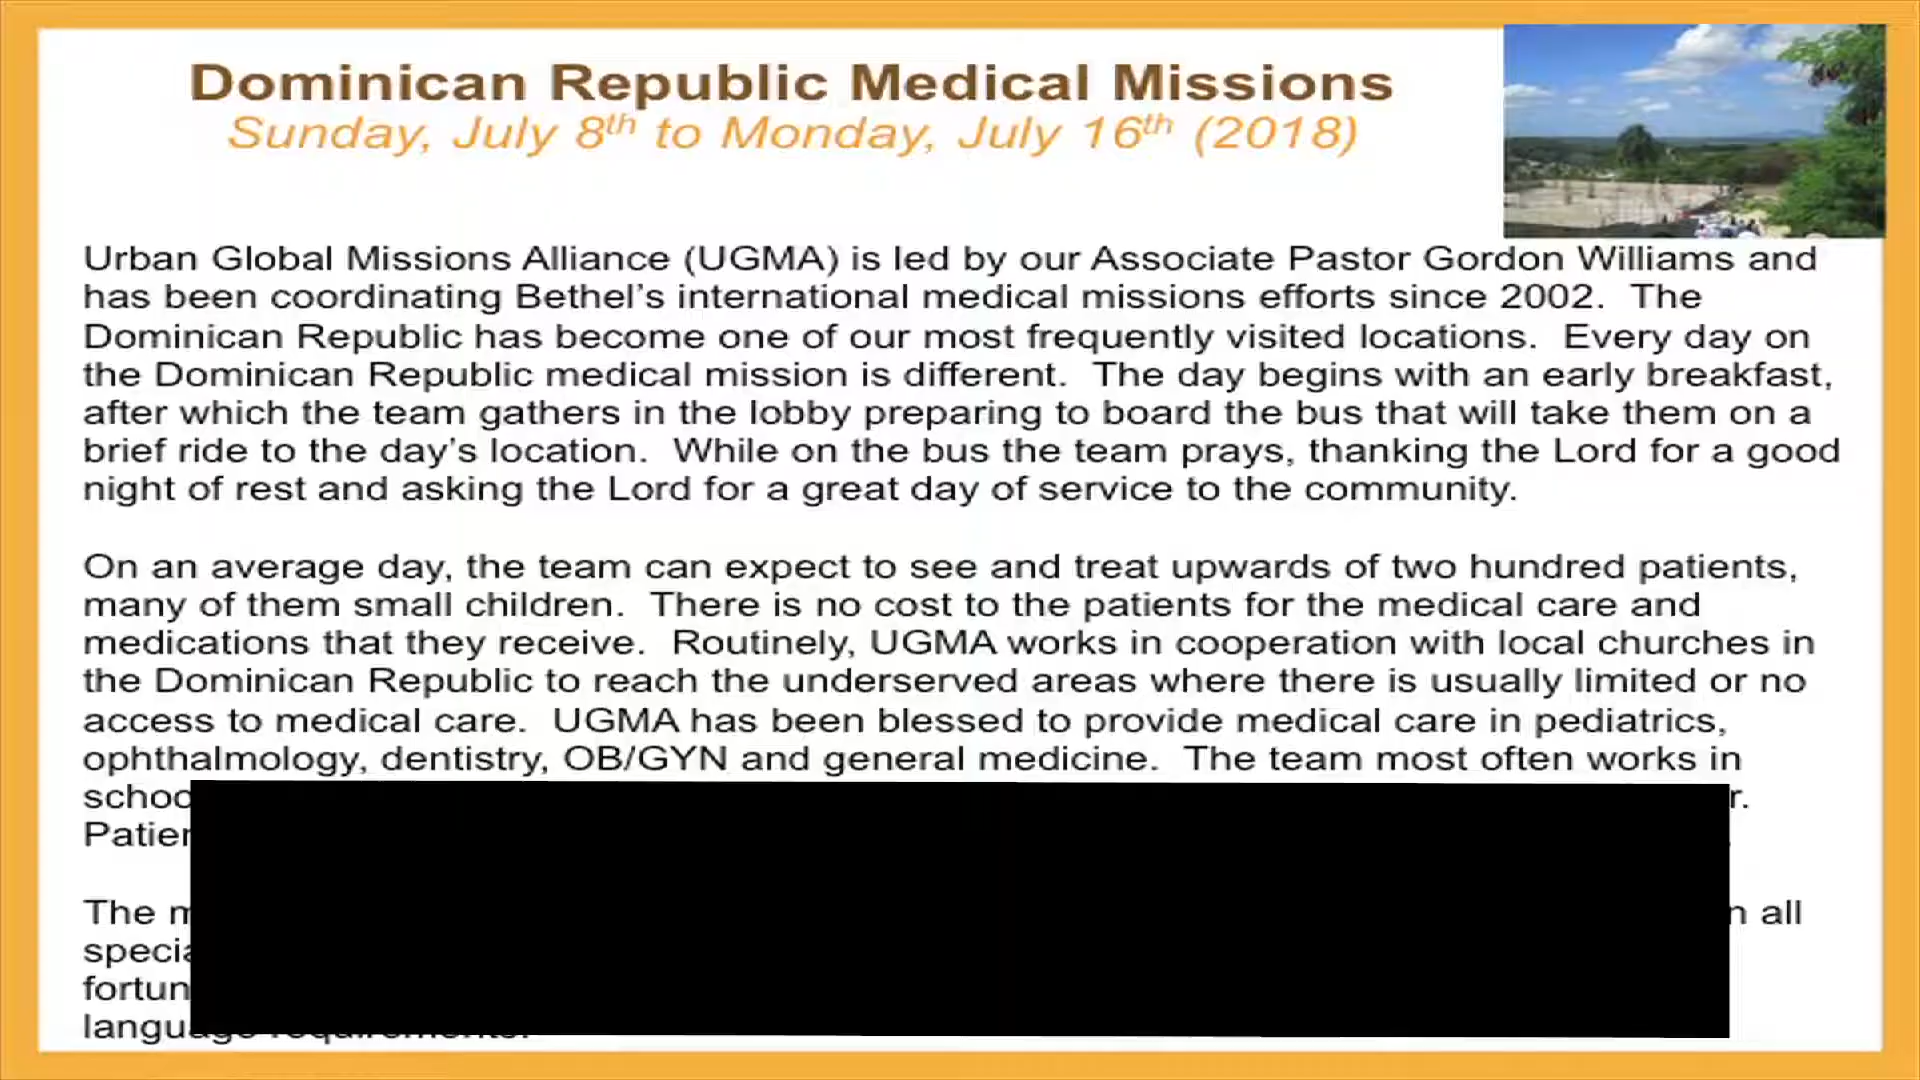 Dominican Republic Medical Missions
Sunday, July 8th to Monday, July 16th (2018)
Urban Global Missions Alliance (UGMA) is led by our Associate Pastor Gordon Williams and
has been coordinating Bethel’s international medical missions efforts since 2002.  The
Dominican Republic has become one of our most frequently visited locations.  Every day on
the Dominican Republic medical mission is different.  The day begins with an early breakfast,
after which the team gathers in the lobby preparing to board the bus that will take them on a
brief ride to the day’s location.  While on the bus the team prays, thanking the Lord for a good
night of rest and asking the Lord for a great day of service to the community.
On an average day, the team can expect to see and treat upwards of two hundred patients,
many of them small children.  There is no cost to the patients for the medical care and
medications that they receive.  Routinely, UGMA works in cooperation with local churches in
the Dominican Republic to reach the underserved areas where there is usually limited or no
access to medical care.  UGMA has been blessed to provide medical care in pediatrics,
ophthalmology, dentistry, OB/GYN and general medicine.  The team most often works in
The all
language requirements.